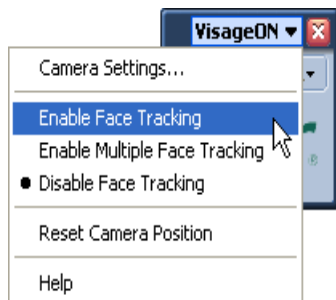 VisageON
Camera Settings...
Enable Face Tracking
Enable Multiple Face Tracking
Disable Face Tracking
Reset Camera Position
Help